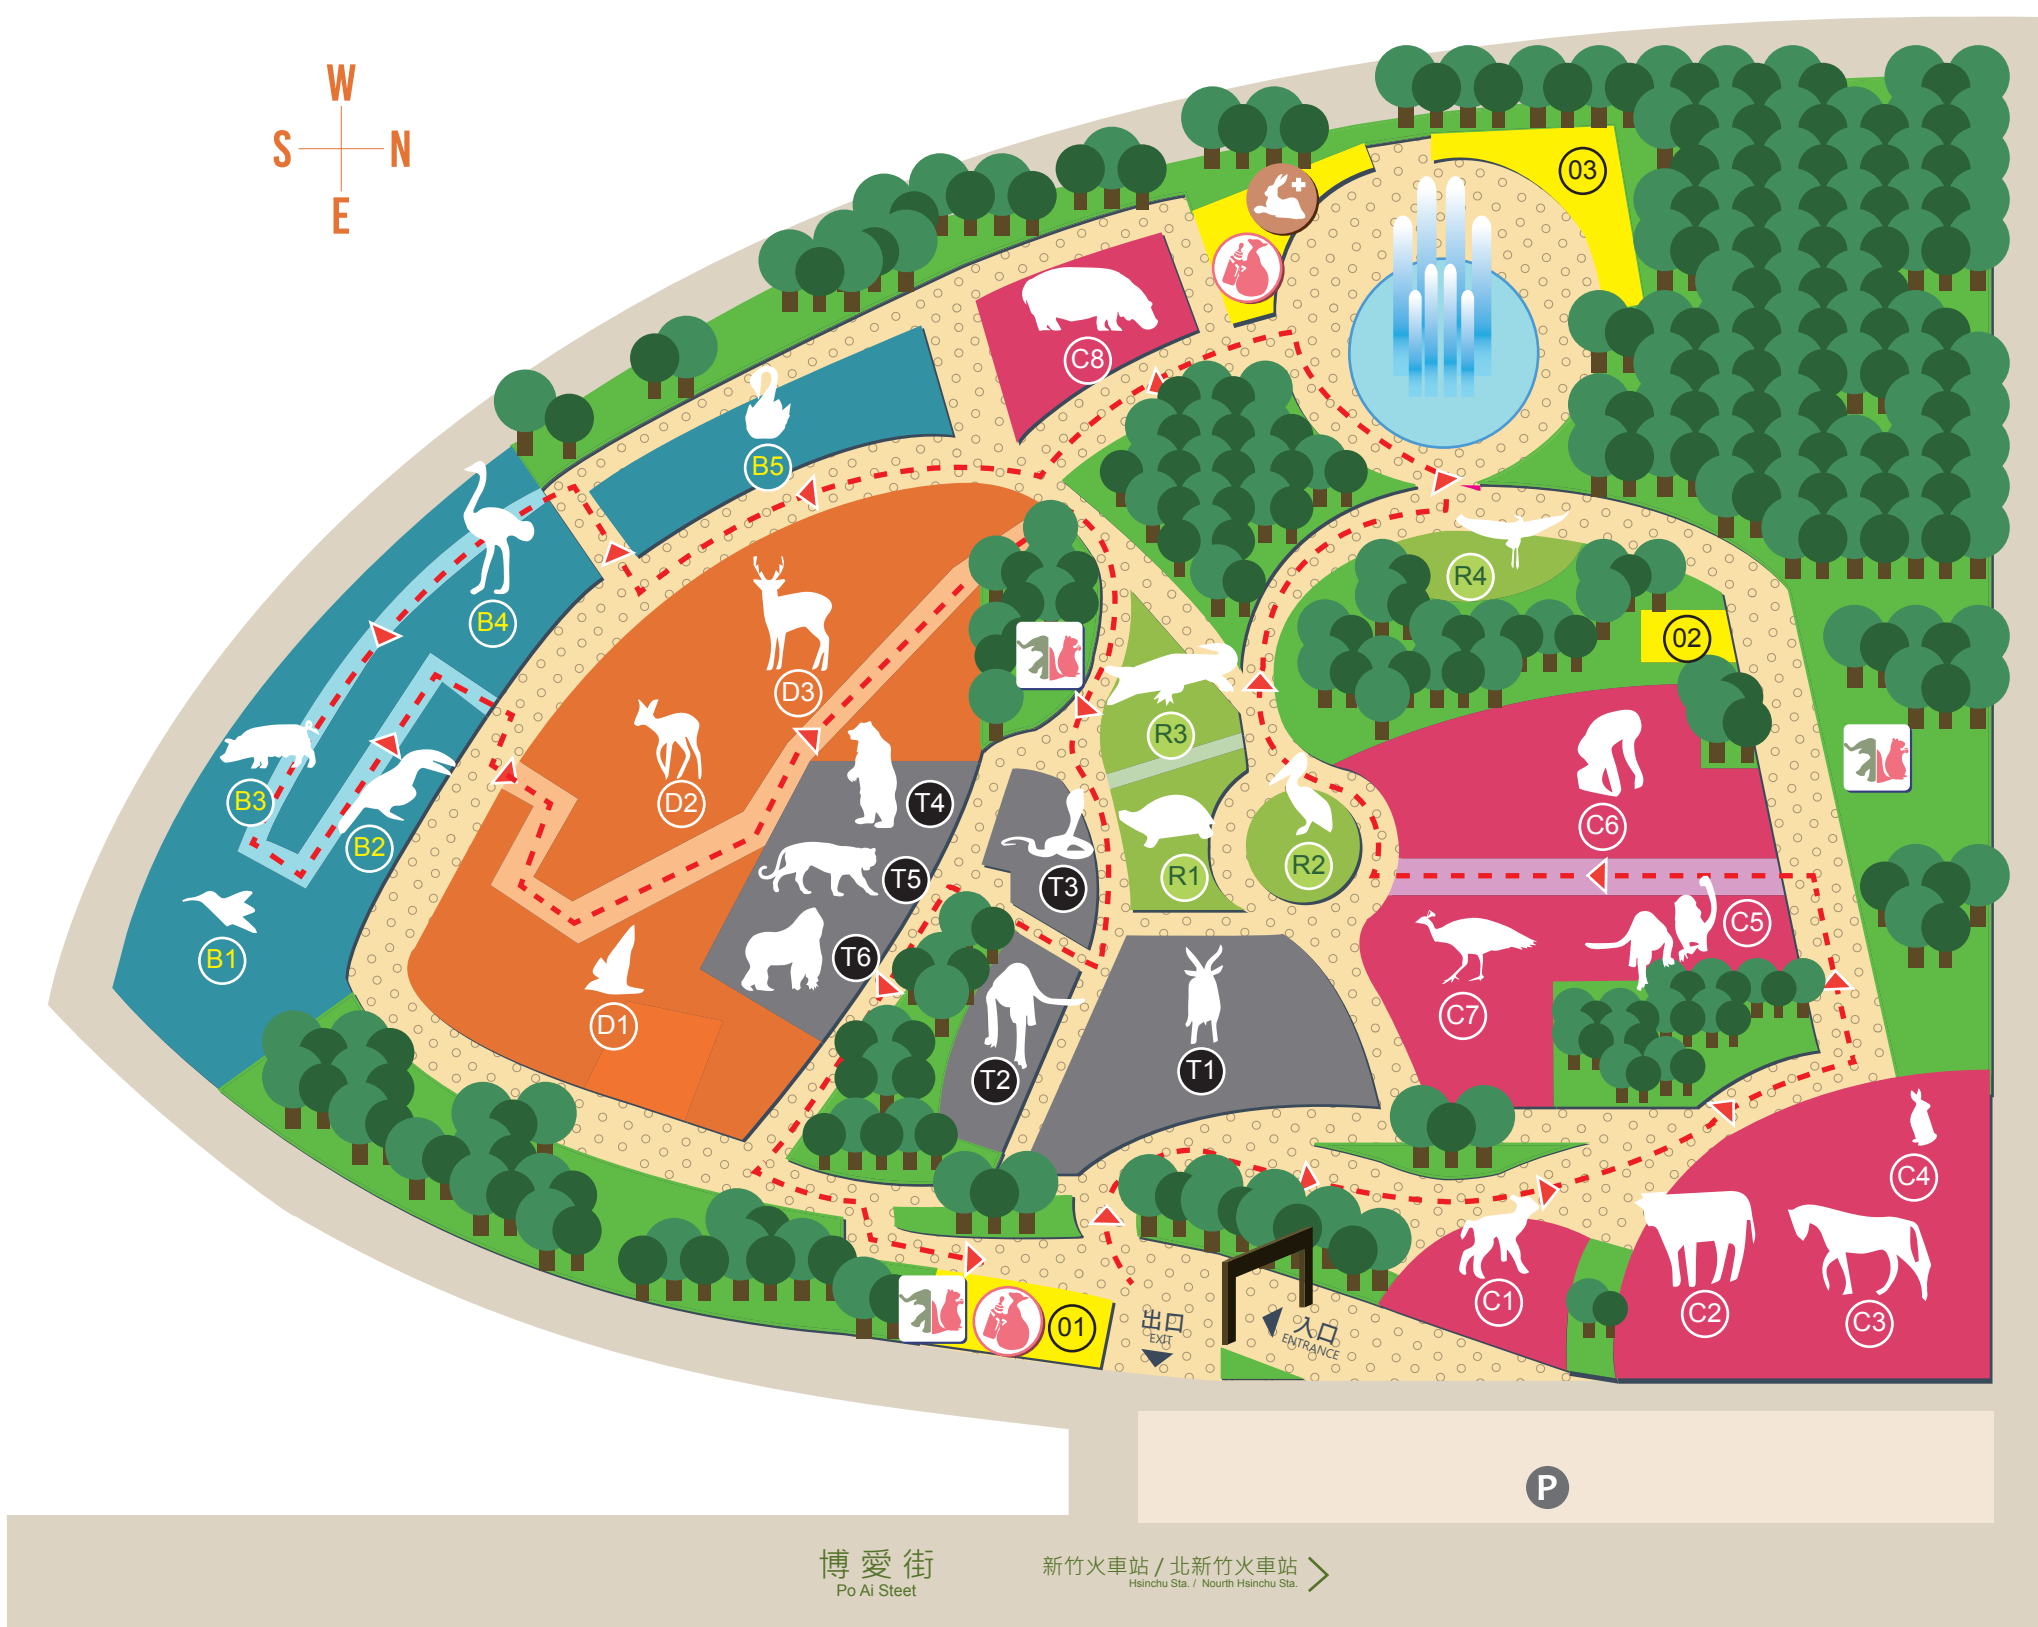 W
S
N
E
03
C8
B5
B4
R4
02
D3
R3
D2
B3
B2
T4
C6
T5
T3
R1
R2
B1
T6
C5
D1
C7
T2
T1
C4
C1
C2
C3
01
出口
EXIT
入口
ENTRANCE
P
博愛街
Po Ai Steet
新竹火車站 / 北新竹火車站
Hsinchu Sta. / Nourth Hsinchu Sta.